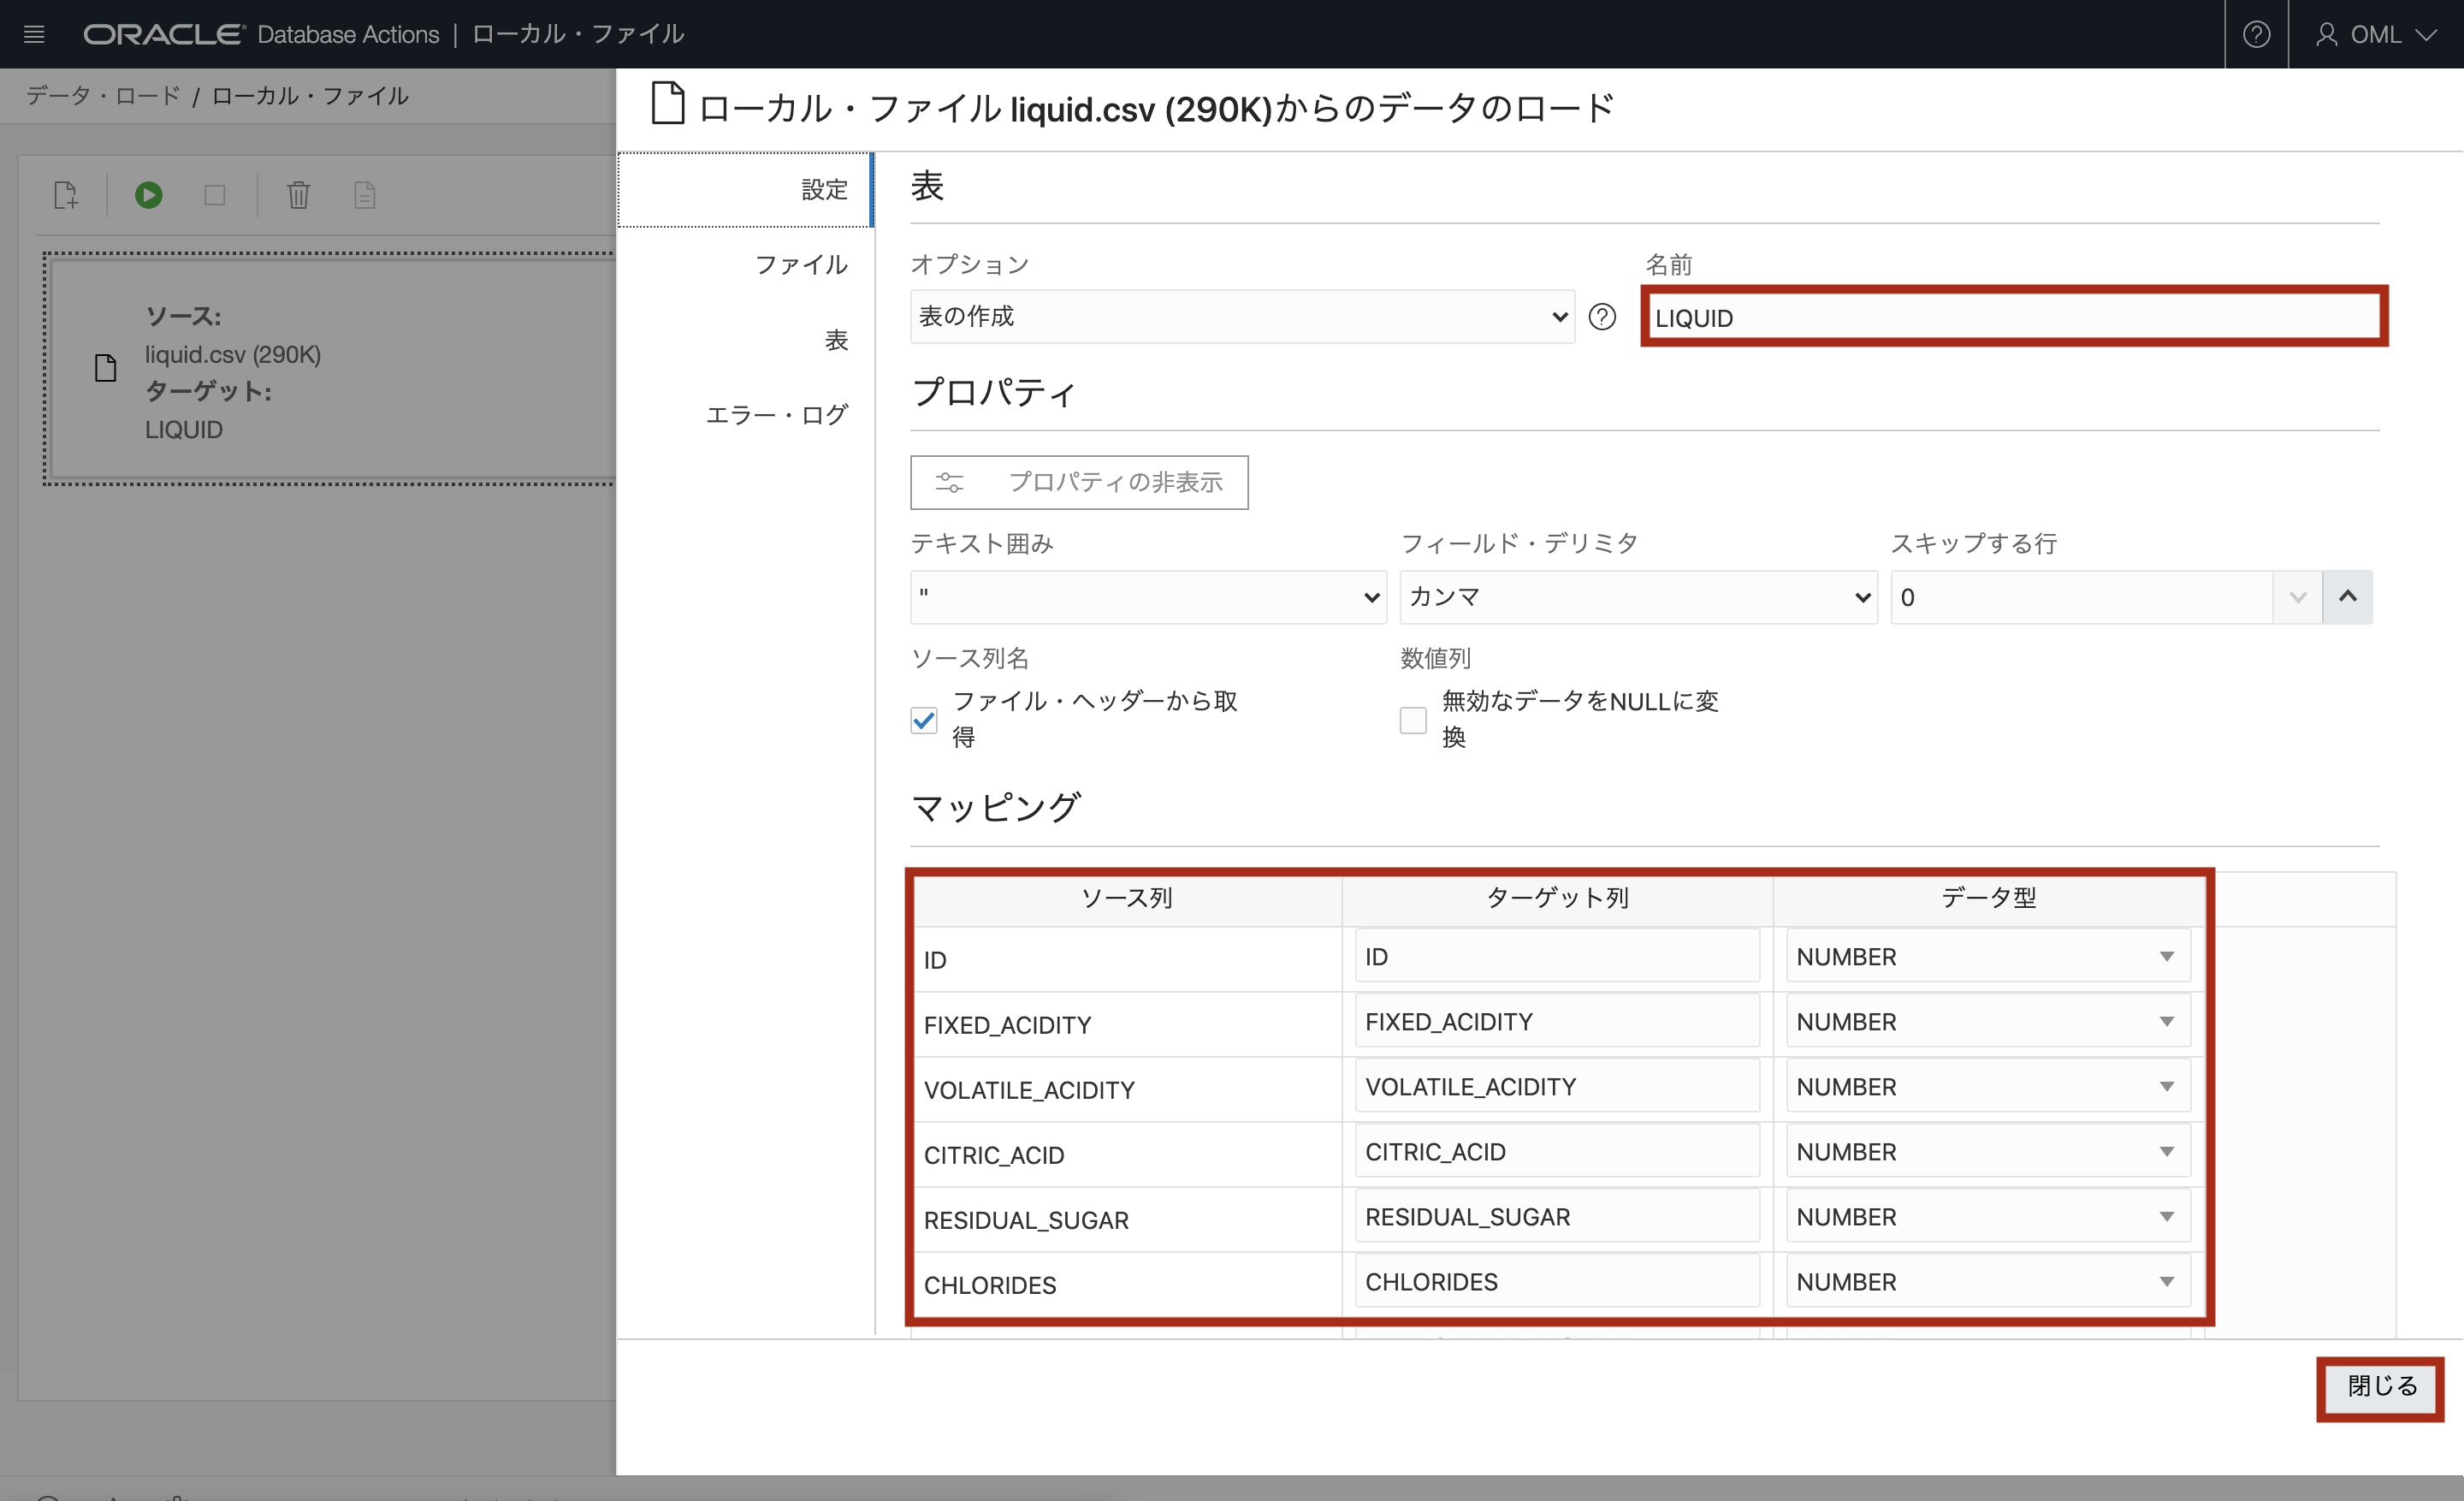 ORACLE Database Actions | ローカル・ファイル
OML
データ・ロード / ローカル・ファイル
ソース:
liquid.csv (290K)
ターゲット:
LIQUID
ローカル・ファイル liquid.csv (290K)からのデータのロード
設定
ファイル
表
エラー・ログ
表
オプション
名前
表の作成
LIQUID
プロパティ
プロパティの非表示
テキスト囲み
フィールド・デリミタ
スキップする行
"
カンマ
0
ソース列名
数値列
ファイル・ヘッダーから取
得
無効なデータをNULLに変
換
マッピング
ソース列 ターゲット列 データ型
ID ID NUMBER
FIXED_ACIDITY FIXED_ACIDITY NUMBER
VOLATILE_ACIDITY VOLATILE_ACIDITY NUMBER
CITRIC_ACID CITRIC_ACID NUMBER
RESIDUAL_SUGAR RESIDUAL_SUGAR NUMBER
CHLORIDES CHLORIDES NUMBER
閉じる